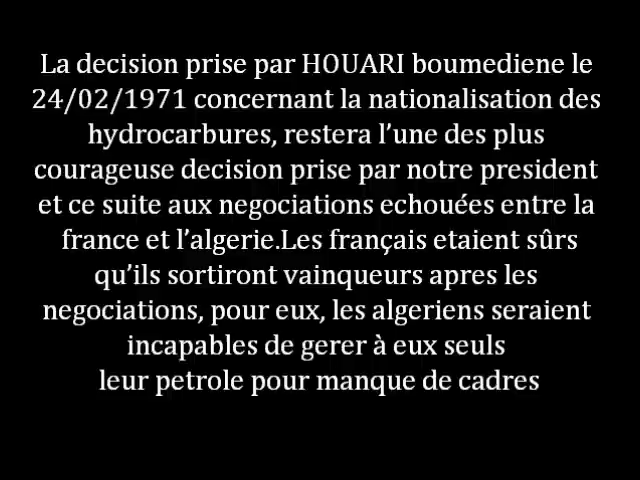 La decision prise par HOUARI boumediene le
24/02/1971 concernant la nationalisation des
hydrocarbures, restera l’une des plus
courageuse decision prise par notre president
et ce suite aux negociations echouées entre la
france et l’algerie.Les français etaient sûrs
qu’ils sortiront vainqueurs apres les
negociations, pour eux, les algeriens seraient
incapables de gerer à eux seuls
leur petrole pour manque de cadres